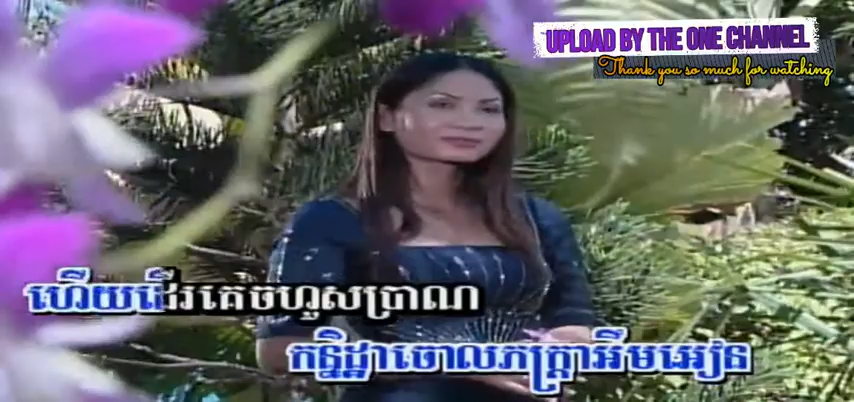 UPLOAD BY THE ONE CHANNEL
Thank you so much for watching
ហើយដើរគេចហួសប្រាណ
កន្និដ្ឋាចោលភក្ត្រាអឹមអៀន